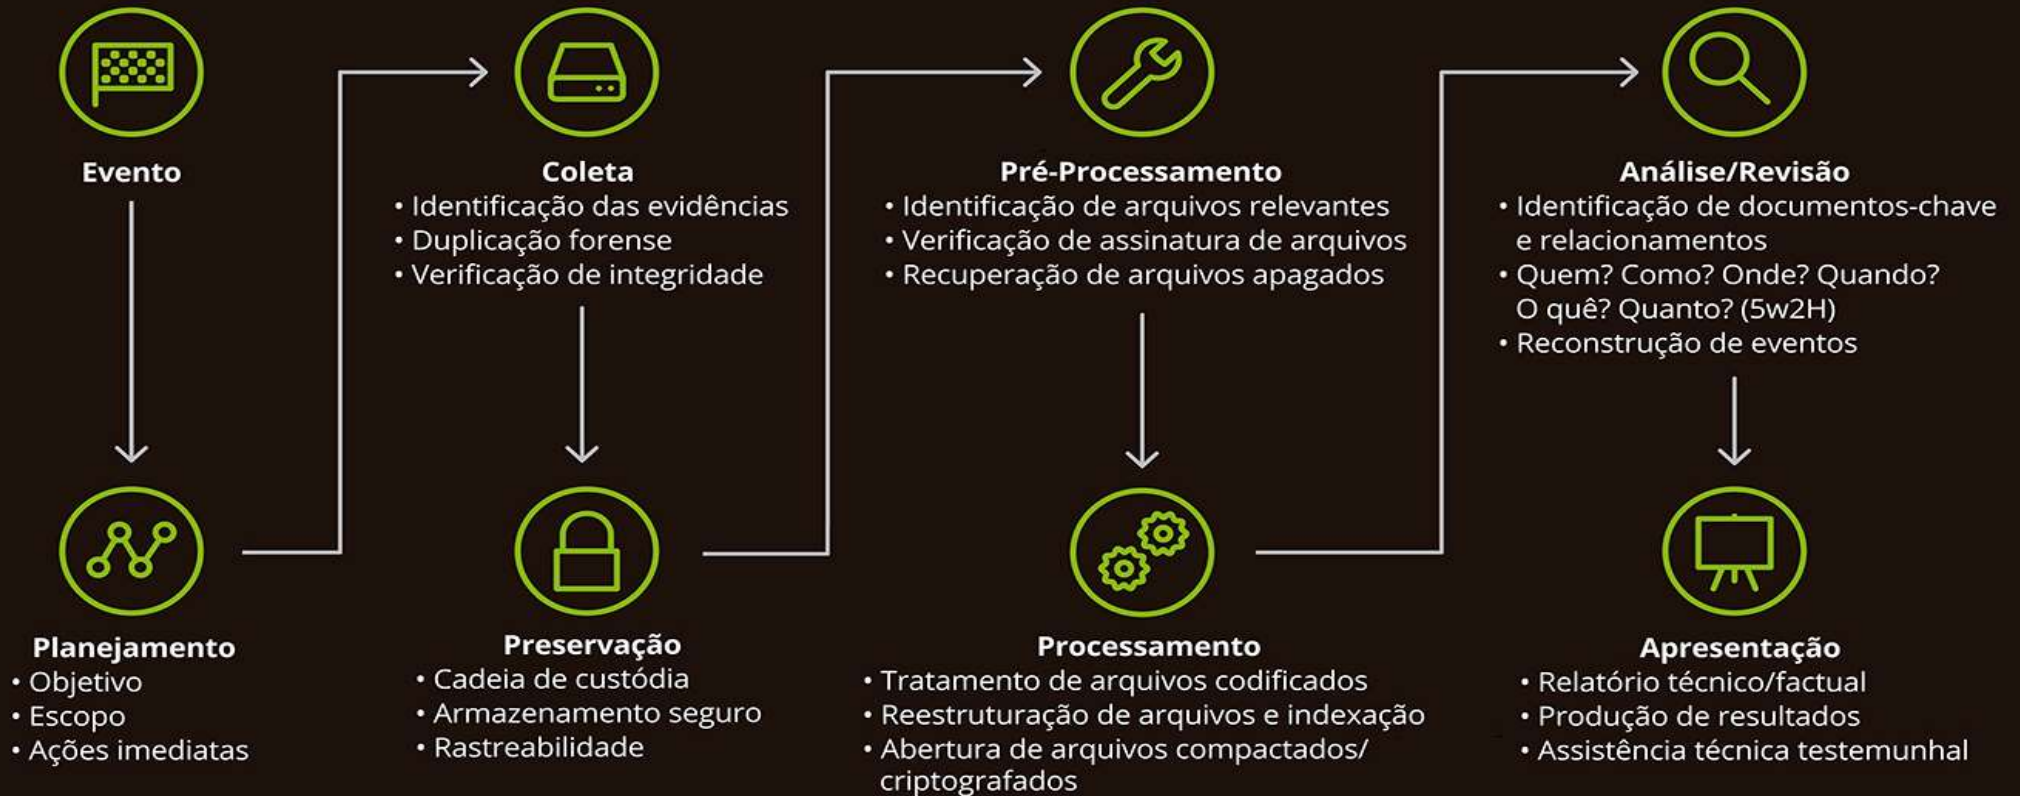 Evento
Planejamento
• Objetivo
• Escopo
• Ações imediatas
Coleta
• Identificação das evidências
• Duplicação forense
• Verificação de integridade
Preservação
• Cadeia de custódia
• Armazenamento seguro
• Rastreabilidade
Pré-Processamento
• Identificação de arquivos relevantes
• Verificação de assinatura de arquivos
• Recuperação de arquivos apagados
Processamento
• Tratamento de arquivos codificados
• Reestruturação de arquivos e indexação
• Abertura de arquivos compactados/
criptografados
Análise/Revisão
• Identificação de documentos-chave
e relacionamentos
• Quem? Como? Onde? Quando?
O quê? Quanto? (5w2H)
• Reconstrução de eventos
Apresentação
• Relatório técnico/factual
• Produção de resultados
• Assistência técnica testemunhal